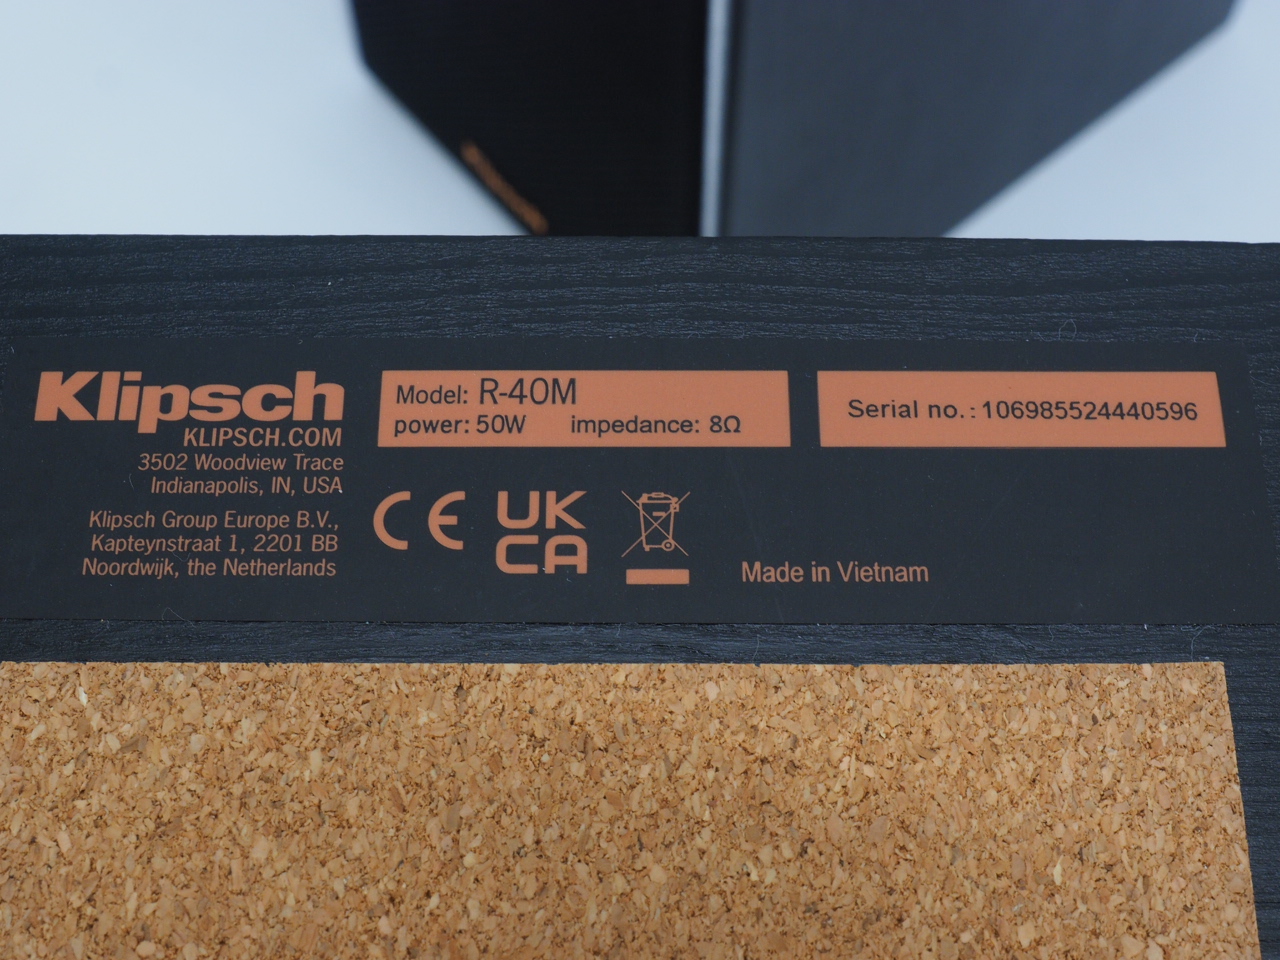 Klipsch
KLIPSCH.COM
3502 Woodview Trace
Indianapolis, IN, USA
Klipsch Group Europe B.V.,
Kapteynstraat 1, 2201 BB
Noordwijk, the Netherlands
Model: R-40M
power: 50W impedance: 8Ω
Serial no.: 106985524440596
CE
UK
CA
Made in Vietnam